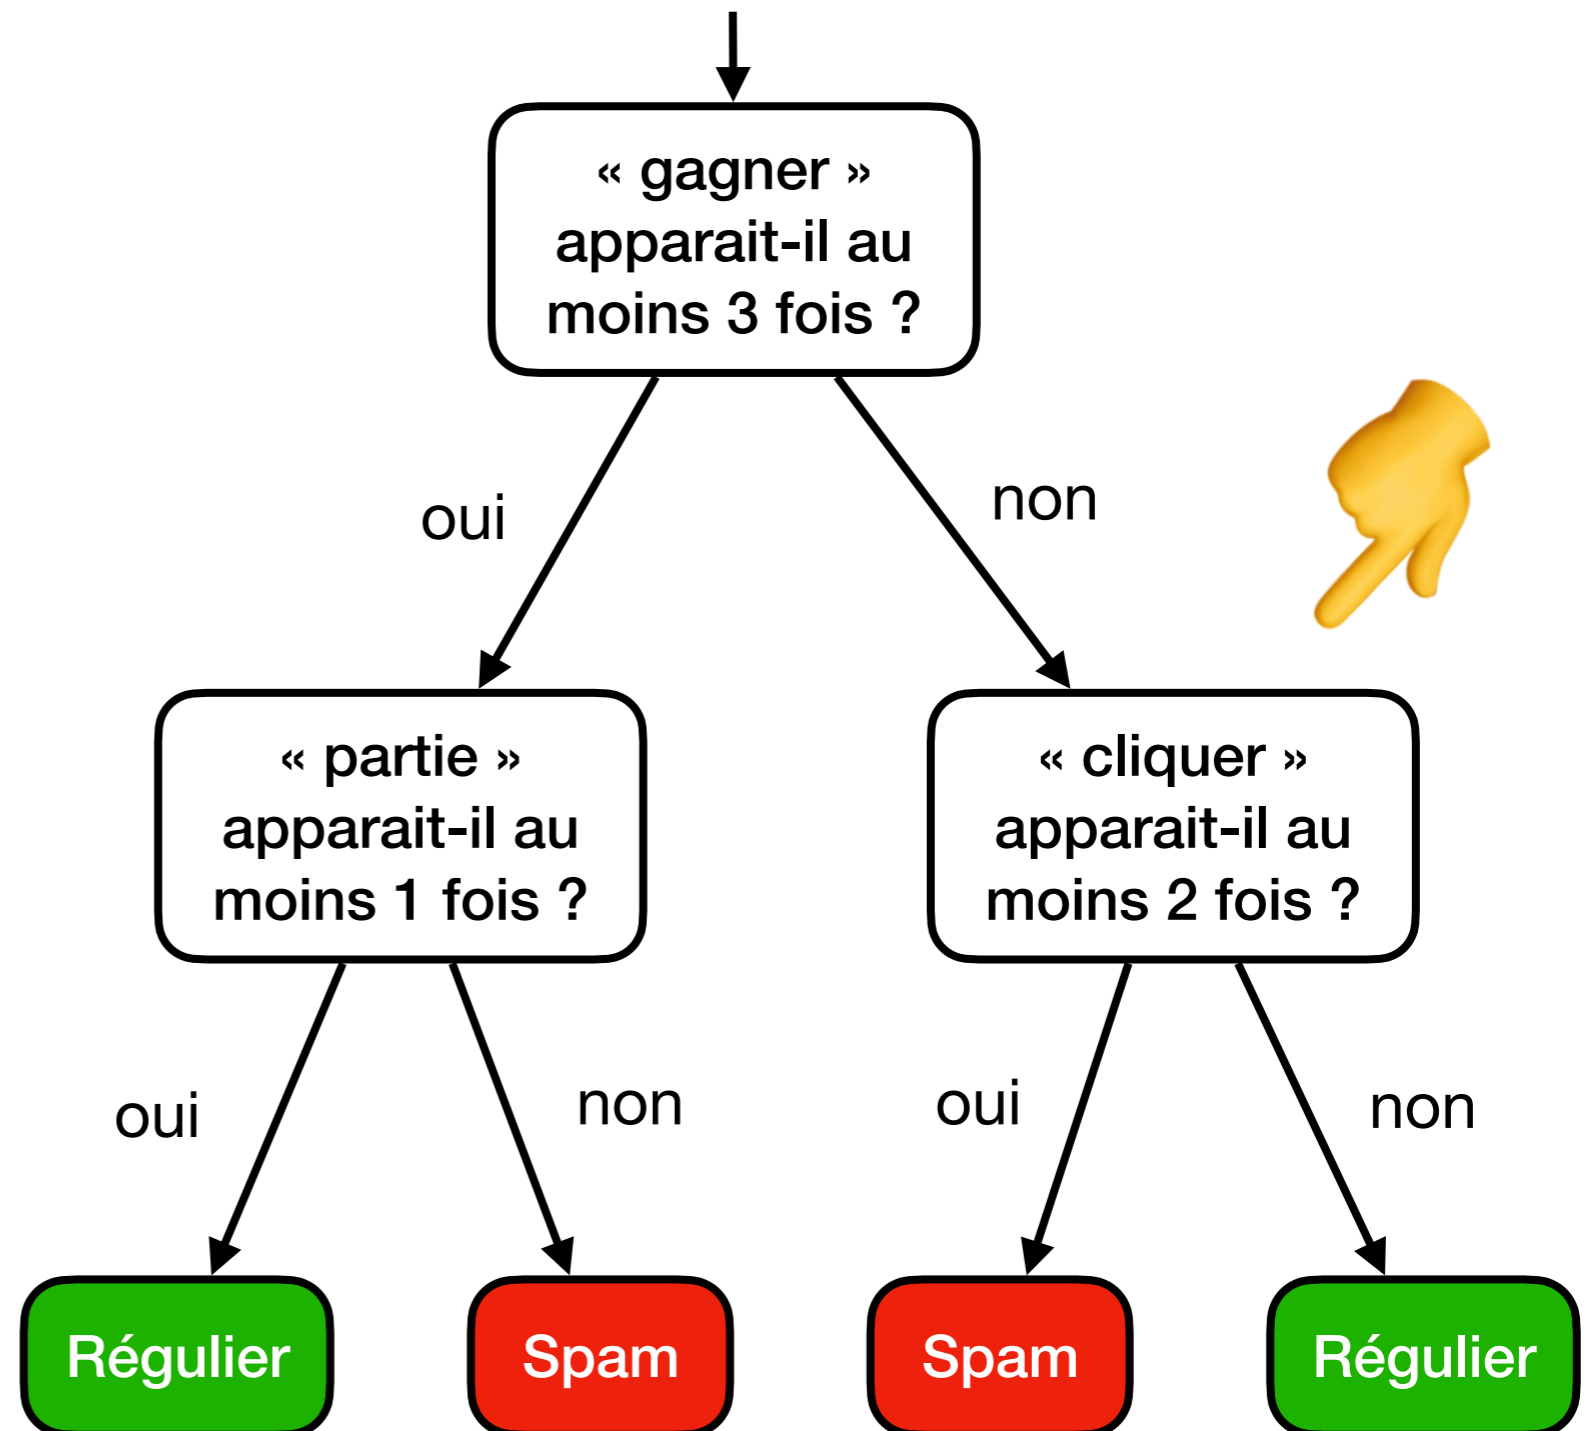 « gagner »
apparait-il au
moins 3 fois ?
oui
non
« partie »
apparait-il au
moins 1 fois ?
« cliquer »
apparait-il au
moins 2 fois ?
oui
non
oui
non
Régulier
Spam
Spam
Régulier